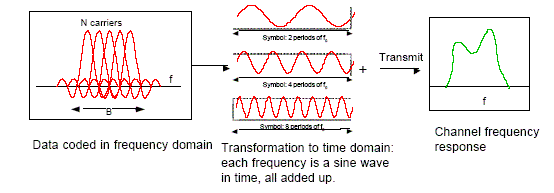 N carriers
f
B
Data coded in frequency domain
Symbol: 2 periods of f₀
Symbol: 4 periods of f₀
Symbol: 8 periods of f₀
+
Transformation to time domain:
each frequency is a sine wave
in time, all added up.
Transmit
f
Channel frequency
response